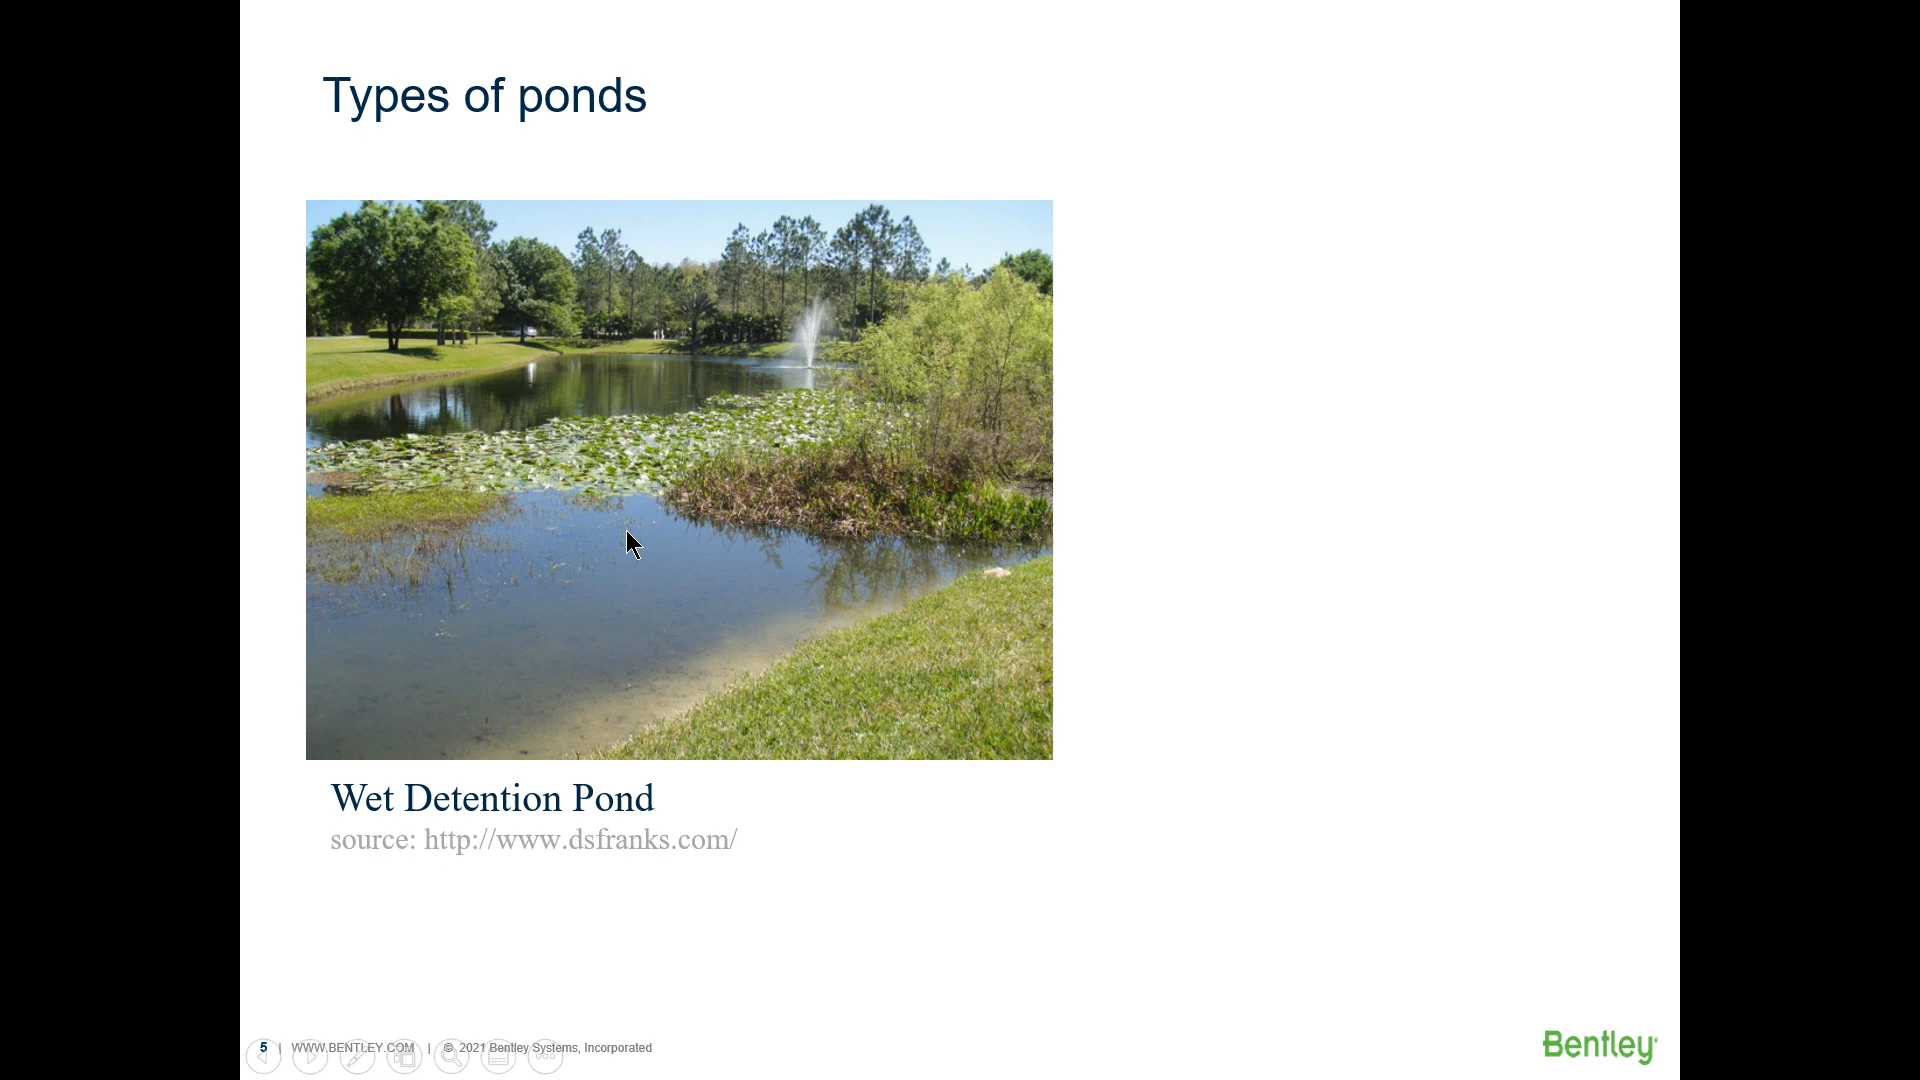 Types of ponds
Wet Detention Pond
source: http://www.dsfranks.com/
5 | WWW.BENTLEY.COM | © 2021 Bentley Systems, Incorporated
Bentley